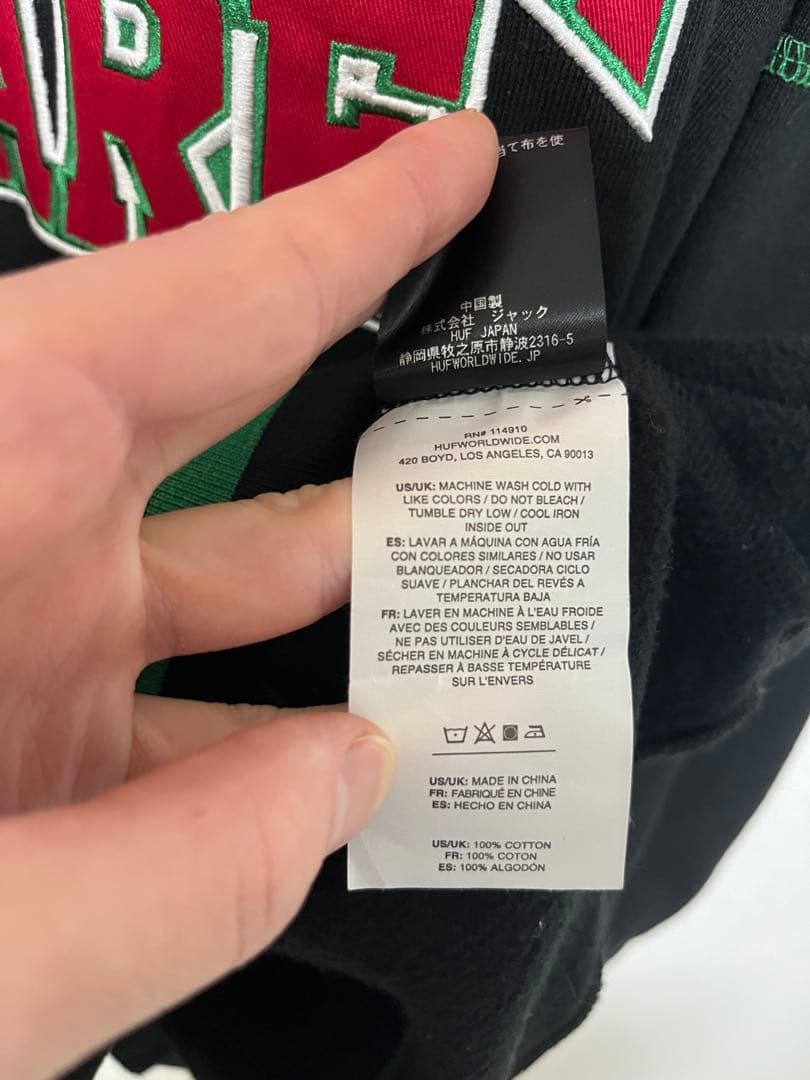 当て布を使
中国製
株式会社 ジャック
HUF JAPAN
静岡県牧之原市静波2316-5
HUFWORLDWIDE.JP
RN# 114910
HUFWORLDWIDE.COM
420 BOYD, LOS ANGELES, CA 90013
US/UK: MACHINE WASH COLD WITH
LIKE COLORS / DO NOT BLEACH /
TUMBLE DRY LOW / COOL IRON
INSIDE OUT
ES: LAVAR A MÁQUINA CON AGUA FRÍA
CON COLORES SIMILARES / NO USAR
BLANQUEADOR / SECADORA CICLO
SUAVE / PLANCHAR DEL REVÉS A
TEMPERATURA BAJA
FR: LAVER EN MACHINE À L'EAU FROIDE
AVEC DES COULEURS SEMBLABLES /
NE PAS UTILISER D'EAU DE JAVEL /
SÉCHER EN MACHINE À CYCLE DÉLICAT /
REPASSER À BASSE TEMPÉRATURE
SUR L'ENVERS
US/UK: MADE IN CHINA
FR: FABRIQUÉ EN CHINE
ES: HECHO EN CHINA
US/UK: 100% COTTON
FR: 100% COTON
ES: 100% ALGODÓN